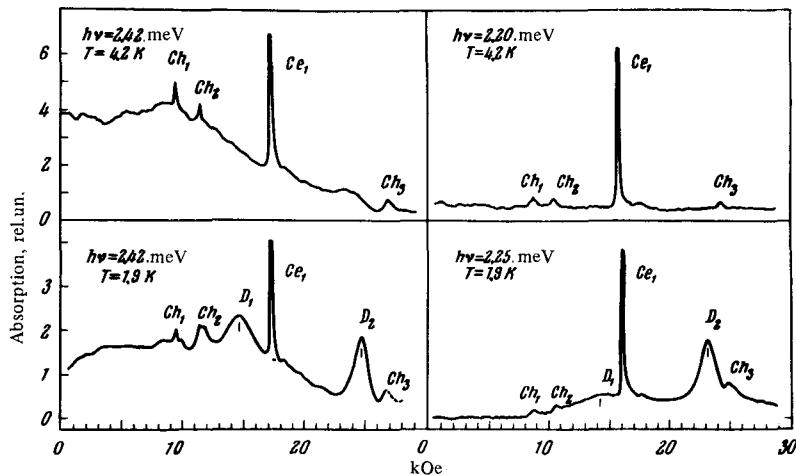 hν=2,42.meV
T=4,2 K
Ch₁
Ch₂
Ce₁
Ch₃
6
4
2
0
hν=2,20.meV
T=4,2 K
Ce₁
Ch₁
Ch₂
Ch₃
hν=2,42.meV
T=1,9 K
Ch₁
Ch₂
D₁
Ce₁
D₂
Ch₃
3
2
1
0
hν=2,25.meV
T=1,9 K
Ce₁
Ch₁
Ch₂
D₁
D₂
Ch₃
Absorption, rel.un.
0 10 20 0 10 20 30
kOe